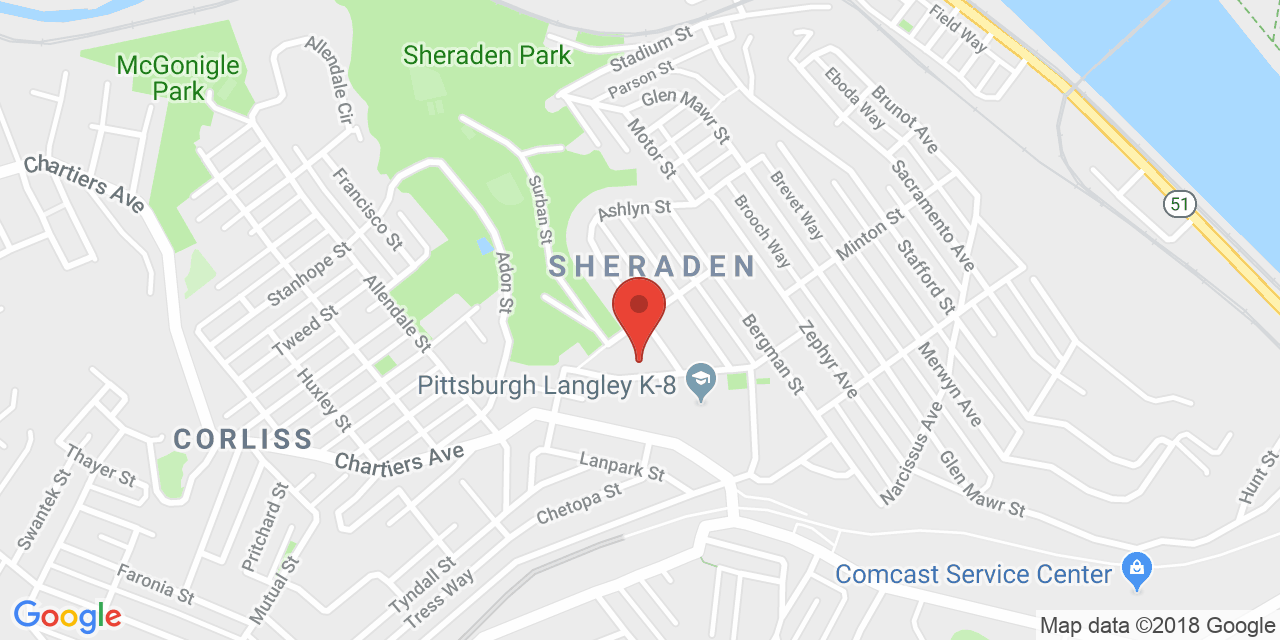 Field Way
Stadium St
Allendale Cir
McGonigle
Park
Sheraden Park
Parson St
Glen Mawr St
Eboda Way
Brunot Ave
Motor St
Chartiers Ave
Francisco St
Surban St
Ashlyn St
Brooch Way
Brevet Way
Sacramento Ave
51
Minton St
Stafford St
SHERADEN
Stanhope St
Adon St
Allendale St
Tweed St
Huxley St
Bergman St
Zephyr Ave
Merwyn Ave
Pittsburgh Langley K-8
CORLISS
Chartiers Ave
Narcissus Ave
Lanpark St
Chetopa St
Glen Mawr St
Hunt St
Thayer St
Swantek St
Pritchard St
Mutual St
Faronia St
Tyndall St
Tress Way
Comcast Service Center
Google
Map data ©2018 Google